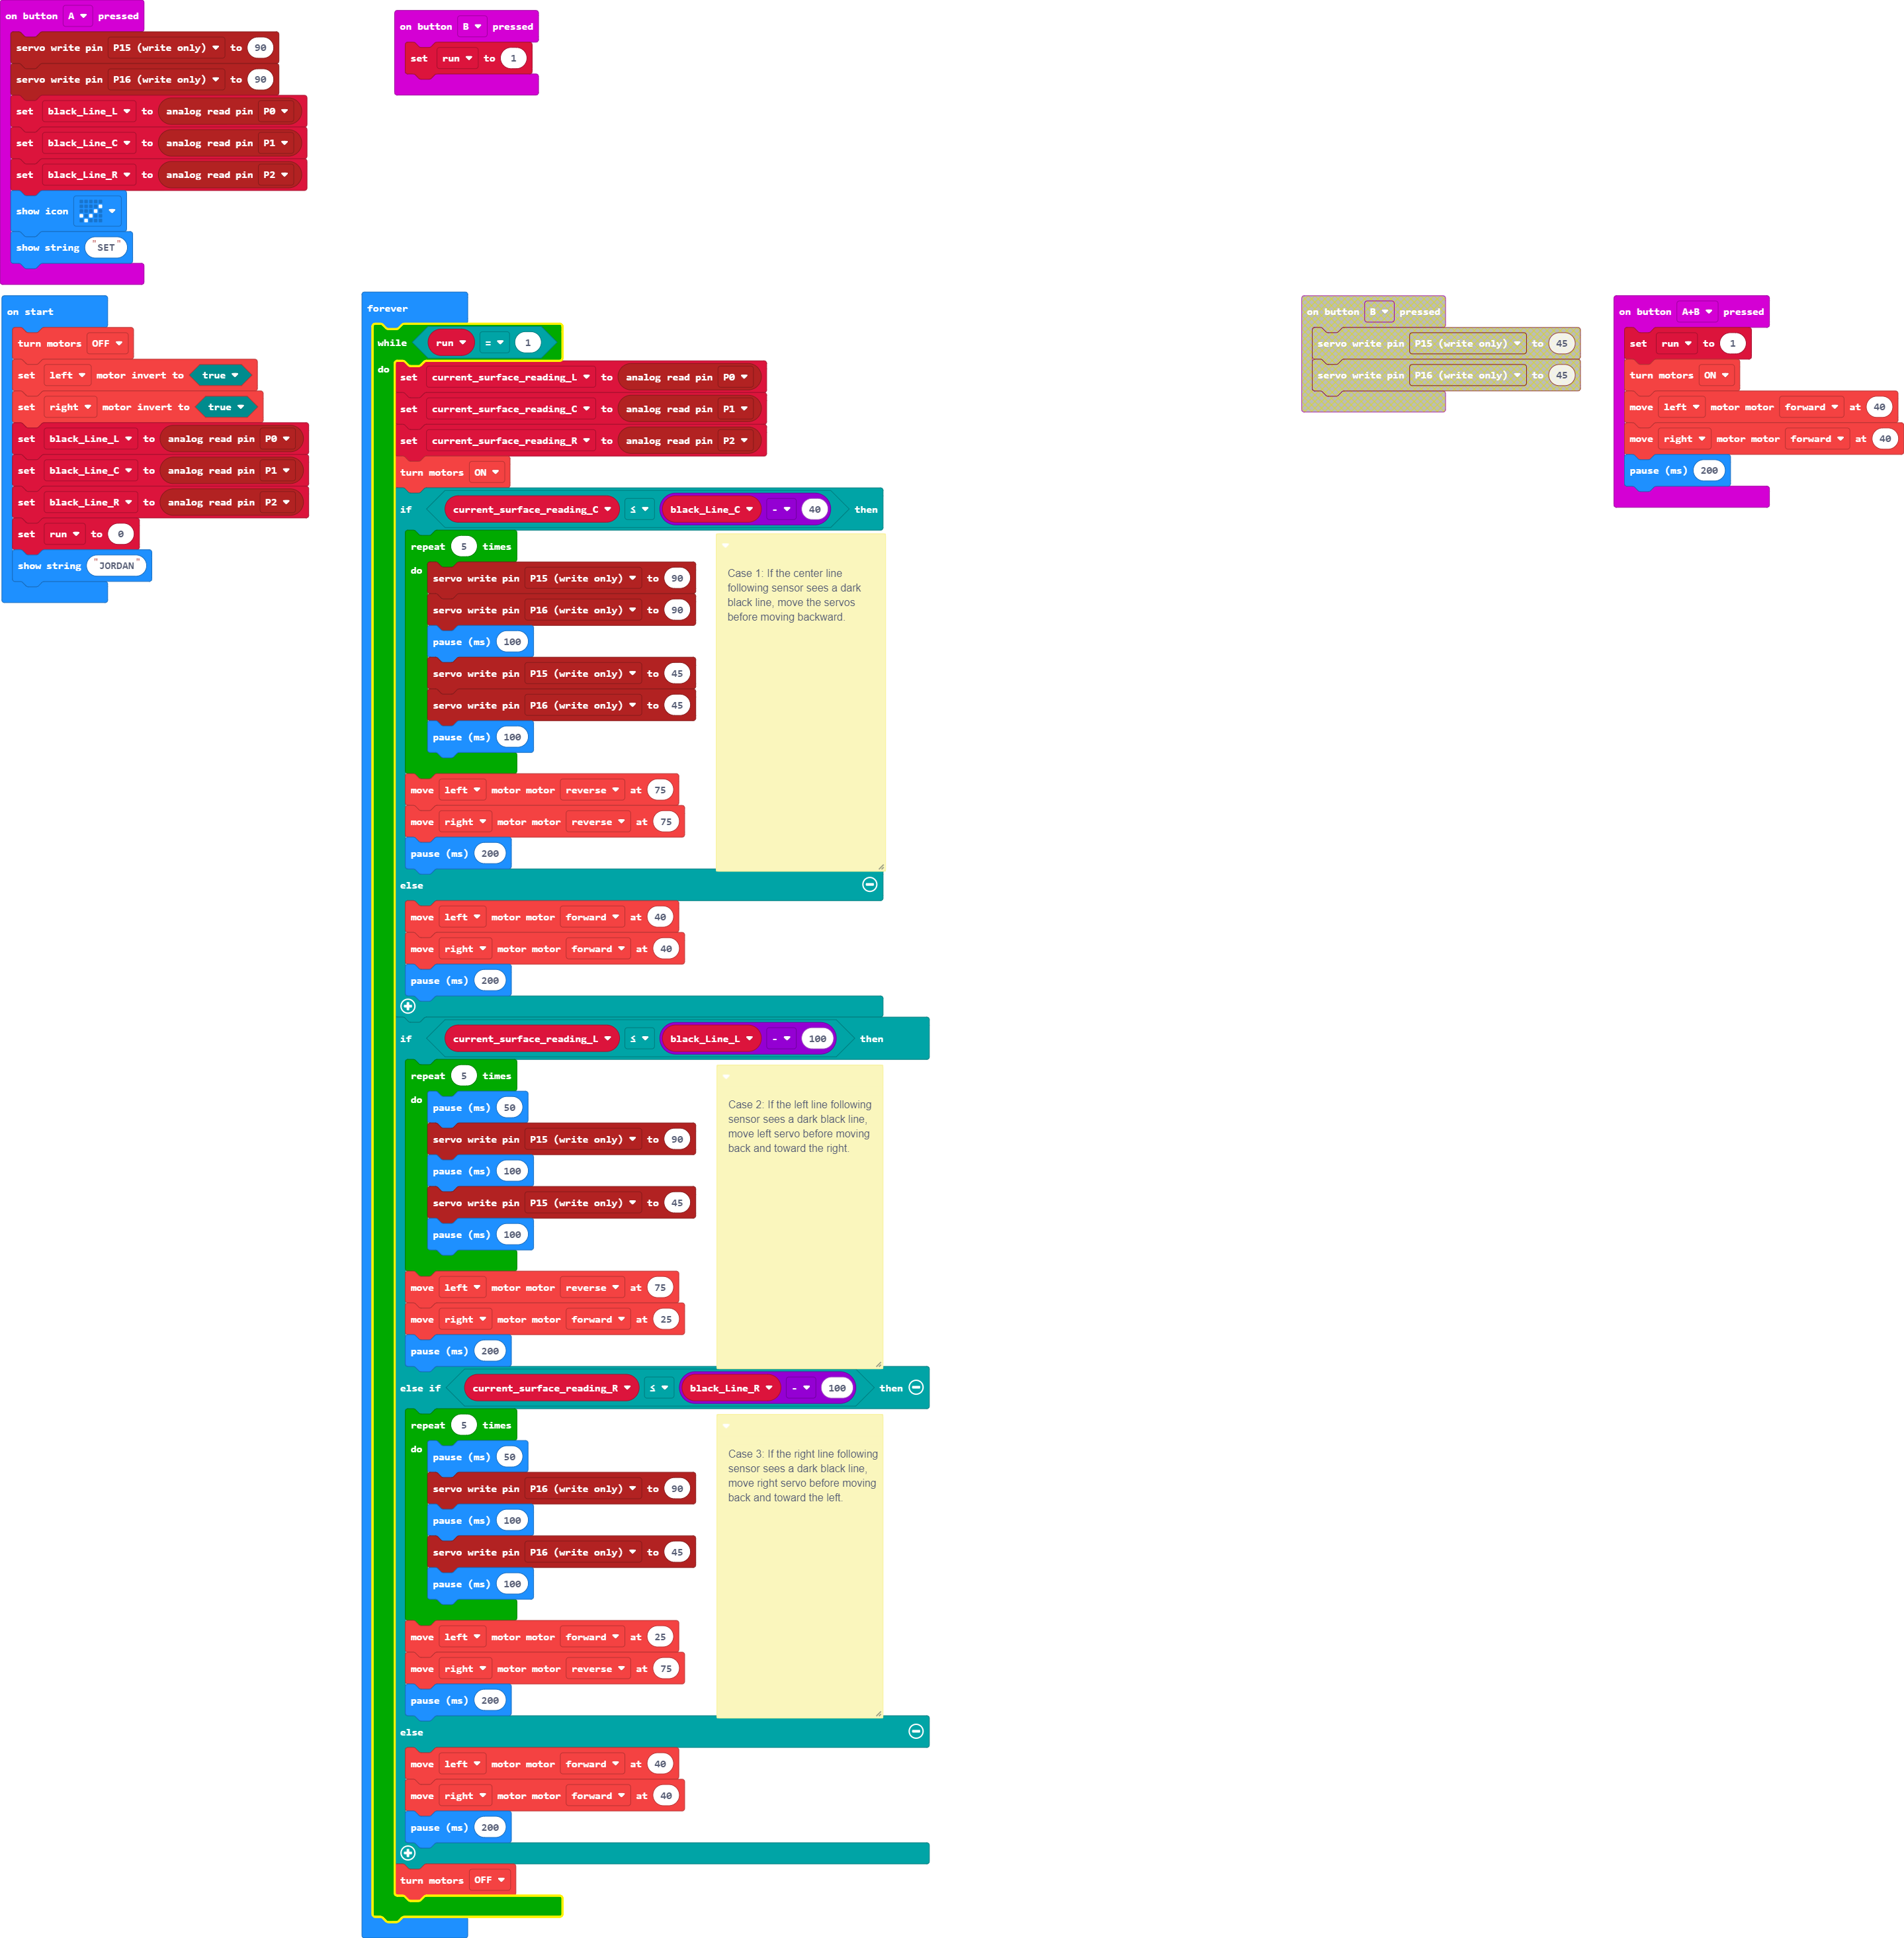 on button A pressed
servo write pin P15 (write only) to 90
servo write pin P16 (write only) to 90
set black_Line_L to analog read pin P0
set black_Line_C to analog read pin P1
set black_Line_R to analog read pin P2
show icon
show string "SET"
on button B pressed
set run to 1
on start
turn motors OFF
set left motor invert to true
set right motor invert to true
set black_Line_L to analog read pin P0
set black_Line_C to analog read pin P1
set black_Line_R to analog read pin P2
set run to 0
show string "JORDAN"
forever
while run = 1
do
set current_surface_reading_L to analog read pin P0
set current_surface_reading_C to analog read pin P1
set current_surface_reading_R to analog read pin P2
turn motors ON
if current_surface_reading_C ≤ black_Line_C - 40 then
repeat 5 times
do
servo write pin P15 (write only) to 90
servo write pin P16 (write only) to 90
pause (ms) 100
servo write pin P15 (write only) to 45
servo write pin P16 (write only) to 45
pause (ms) 100
move left motor motor reverse at 75
move right motor motor reverse at 75
pause (ms) 200
Case 1: If the center line
following sensor sees a dark
black line, move the servos
before moving backward.
else
move left motor motor forward at 40
move right motor motor forward at 40
pause (ms) 200
if current_surface_reading_L ≤ black_Line_L - 100 then
repeat 5 times
do
pause (ms) 50
servo write pin P15 (write only) to 90
pause (ms) 100
servo write pin P15 (write only) to 45
pause (ms) 100
move left motor motor reverse at 75
move right motor motor forward at 25
pause (ms) 200
Case 2: If the left line following
sensor sees a dark black line,
move left servo before moving
back and toward the right.
else if current_surface_reading_R ≤ black_Line_R - 100 then
repeat 5 times
do
pause (ms) 50
servo write pin P16 (write only) to 90
pause (ms) 100
servo write pin P16 (write only) to 45
pause (ms) 100
move left motor motor forward at 25
move right motor motor reverse at 75
pause (ms) 200
Case 3: If the right line following
sensor sees a dark black line,
move right servo before moving
back and toward the left.
else
move left motor motor forward at 40
move right motor motor forward at 40
pause (ms) 200
turn motors OFF
on button B pressed
servo write pin P15 (write only) to 45
servo write pin P16 (write only) to 45
on button A+B pressed
set run to 1
turn motors ON
move left motor motor forward at 40
move right motor motor forward at 40
pause (ms) 200